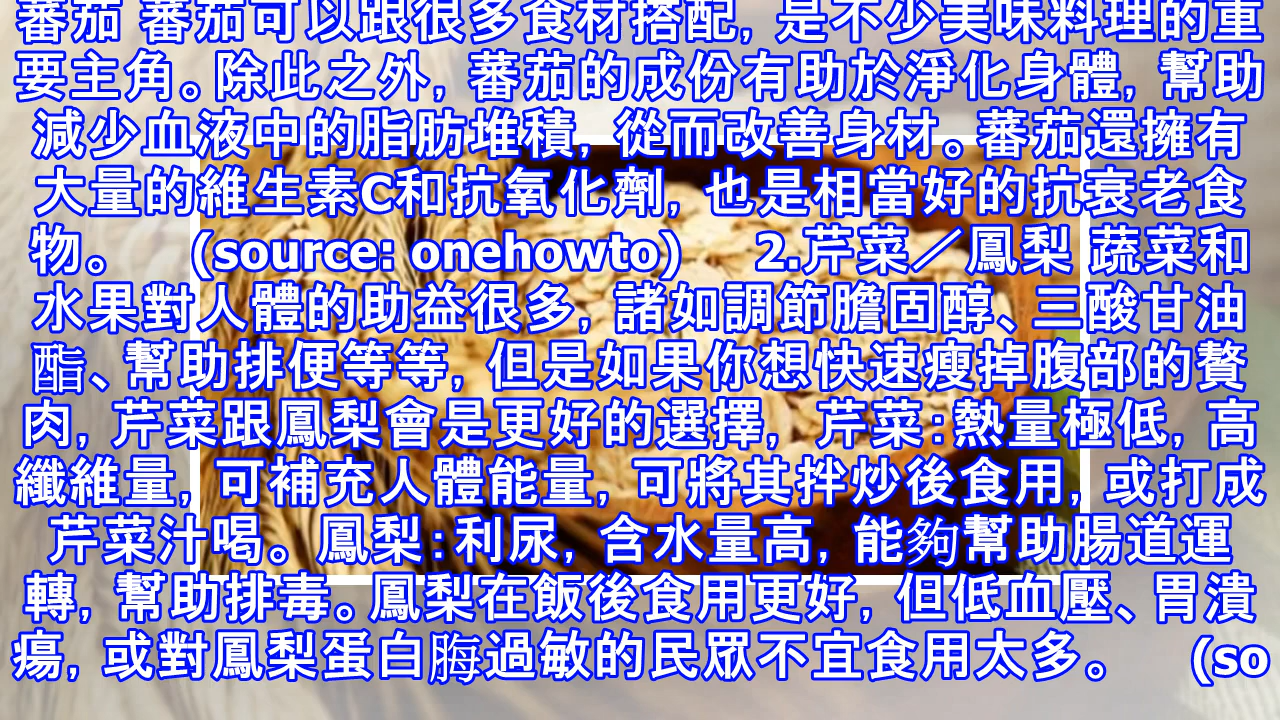 蕃茄 蕃茄可以跟很多食材搭配, 是不少美味料理的重
要主角。除此之外, 蕃茄的成份有助於淨化身體, 幫助
減少血液中的脂肪堆積, 從而改善身材。蕃茄還擁有
大量的維生素C和抗氧化劑, 也是相當好的抗衰老食
物。 (source: onehowto) 2.芹菜／鳳梨 蔬菜和
水果對人體的助益很多, 諸如調節膽固醇、三酸甘油
酯、幫助排便等等, 但是如果你想快速瘦掉腹部的贅
肉, 芹菜跟鳳梨會是更好的選擇, 芹菜：熱量極低, 高
纖維量, 可補充人體能量, 可將其拌炒後食用, 或打成
芹菜汁喝。鳳梨：利尿, 含水量高, 能夠幫助腸道運
轉, 幫助排毒。鳳梨在飯後食用更好, 但低血壓、胃潰
瘍, 或對鳳梨蛋白脢過敏的民眾不宜食用太多。 (so